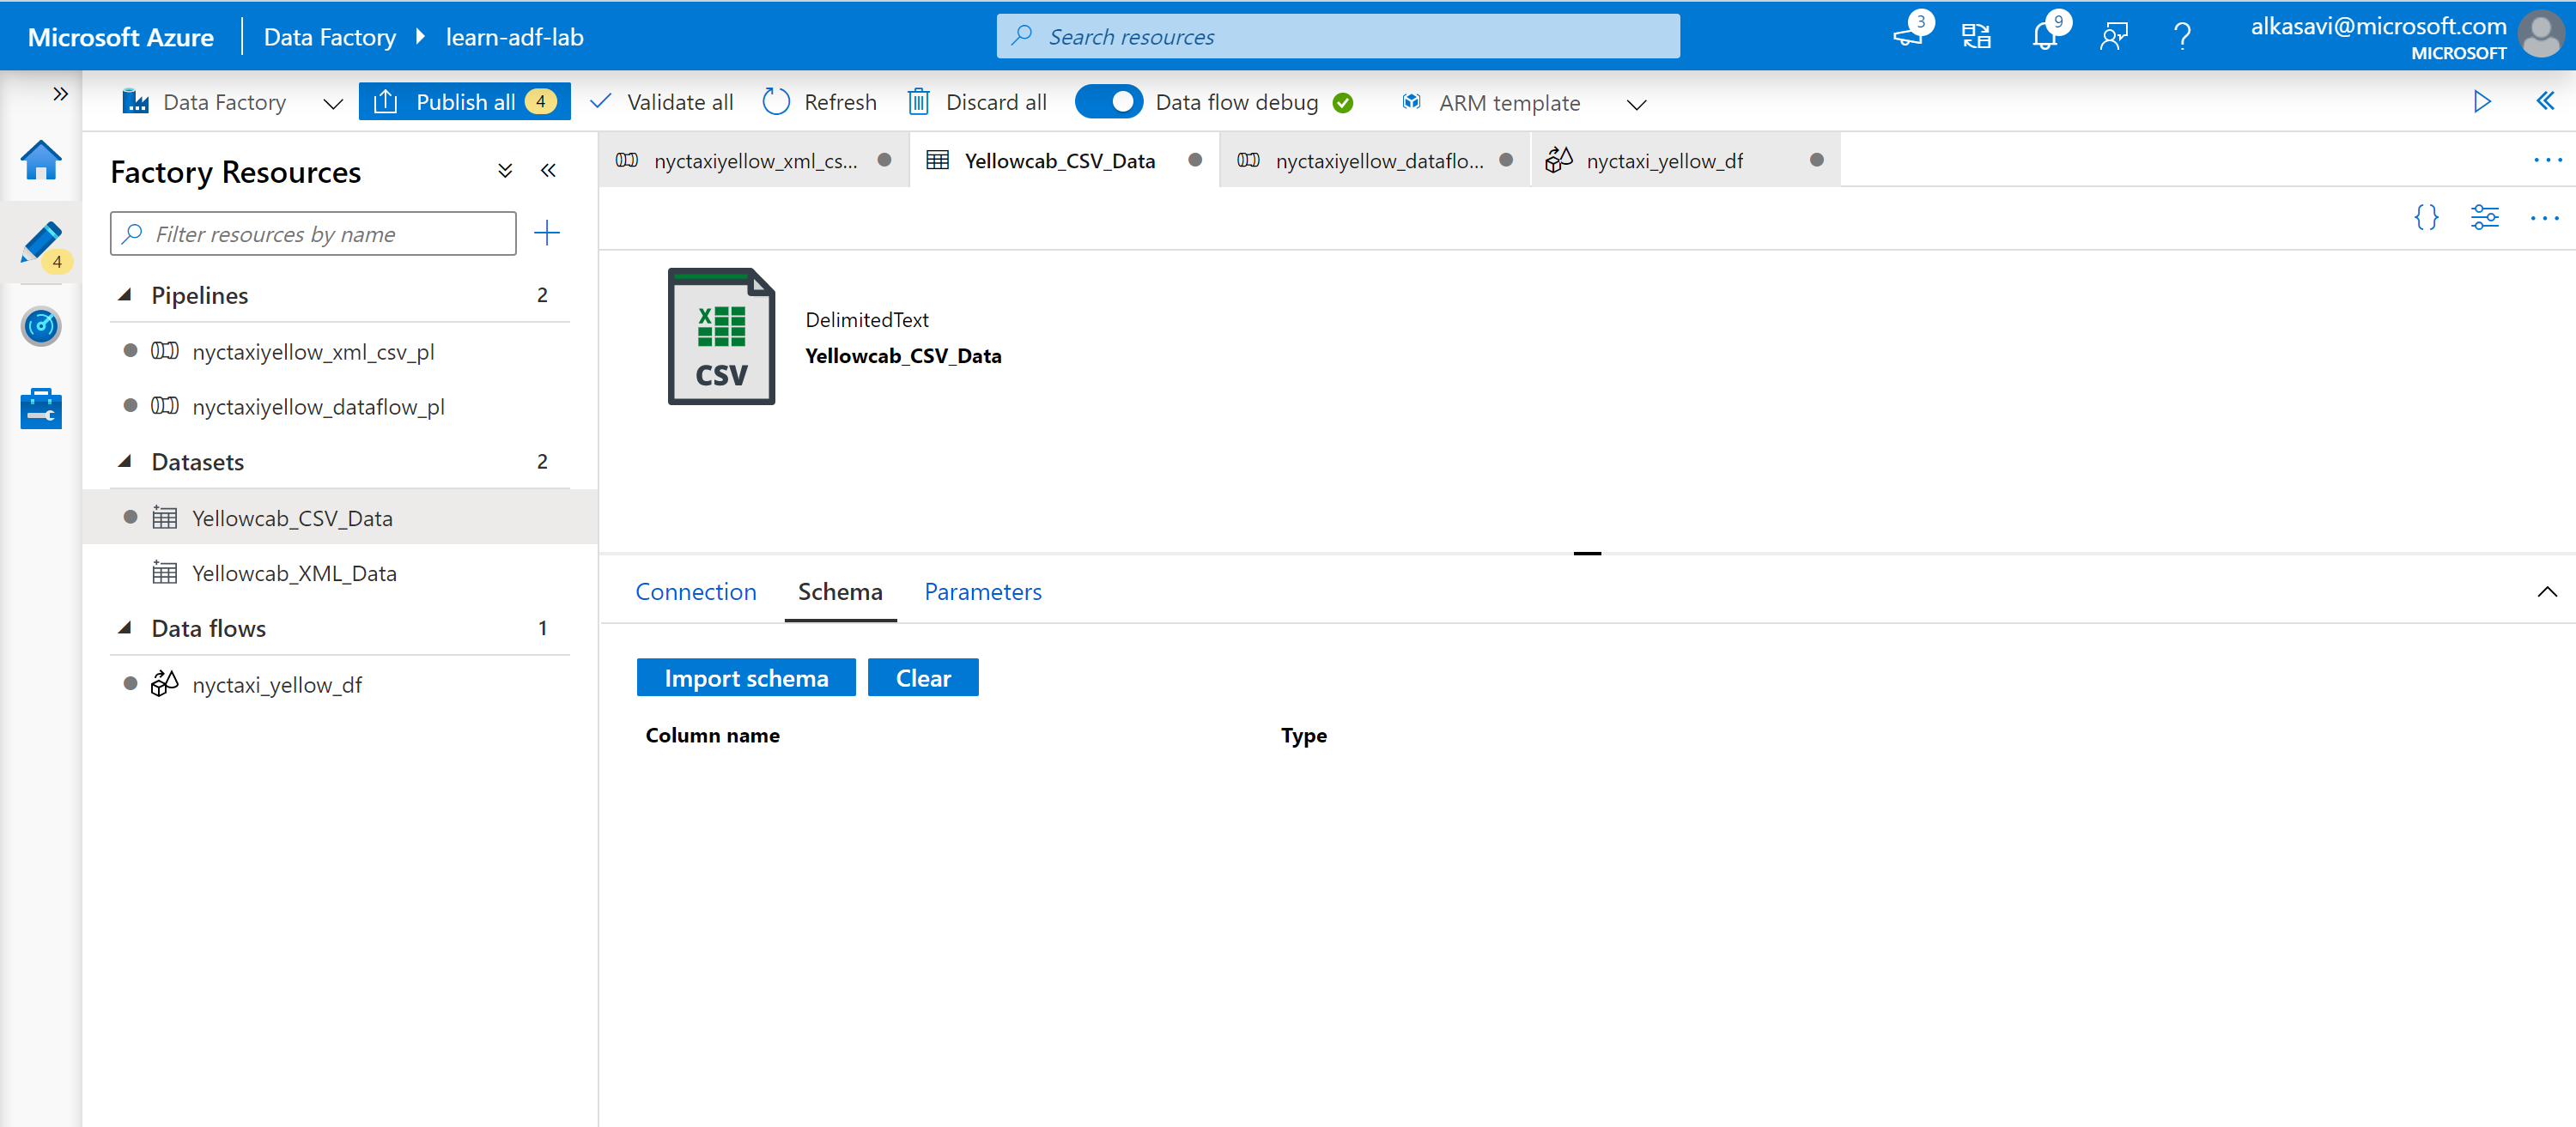 Microsoft Azure Data Factory learn-adf-lab Search resources 3 9 alkasavi@microsoft.com
MICROSOFT
Data Factory Publish all 4 Validate all Refresh Discard all Data flow debug ARM template
Factory Resources
nyctaxiyellow_xml_cs... Yellowcab_CSV_Data nyctaxiyellow_dataflo... nyctaxi_yellow_df
Filter resources by name
4
Pipelines 2
nyctaxiyellow_xml_csv_pl
nyctaxiyellow_dataflow_pl
Datasets 2
Yellowcab_CSV_Data
Yellowcab_XML_Data
Data flows 1
nyctaxi_yellow_df
X
CSV
DelimitedText
Yellowcab_CSV_Data
Connection Schema Parameters
Import schema Clear
Column name Type